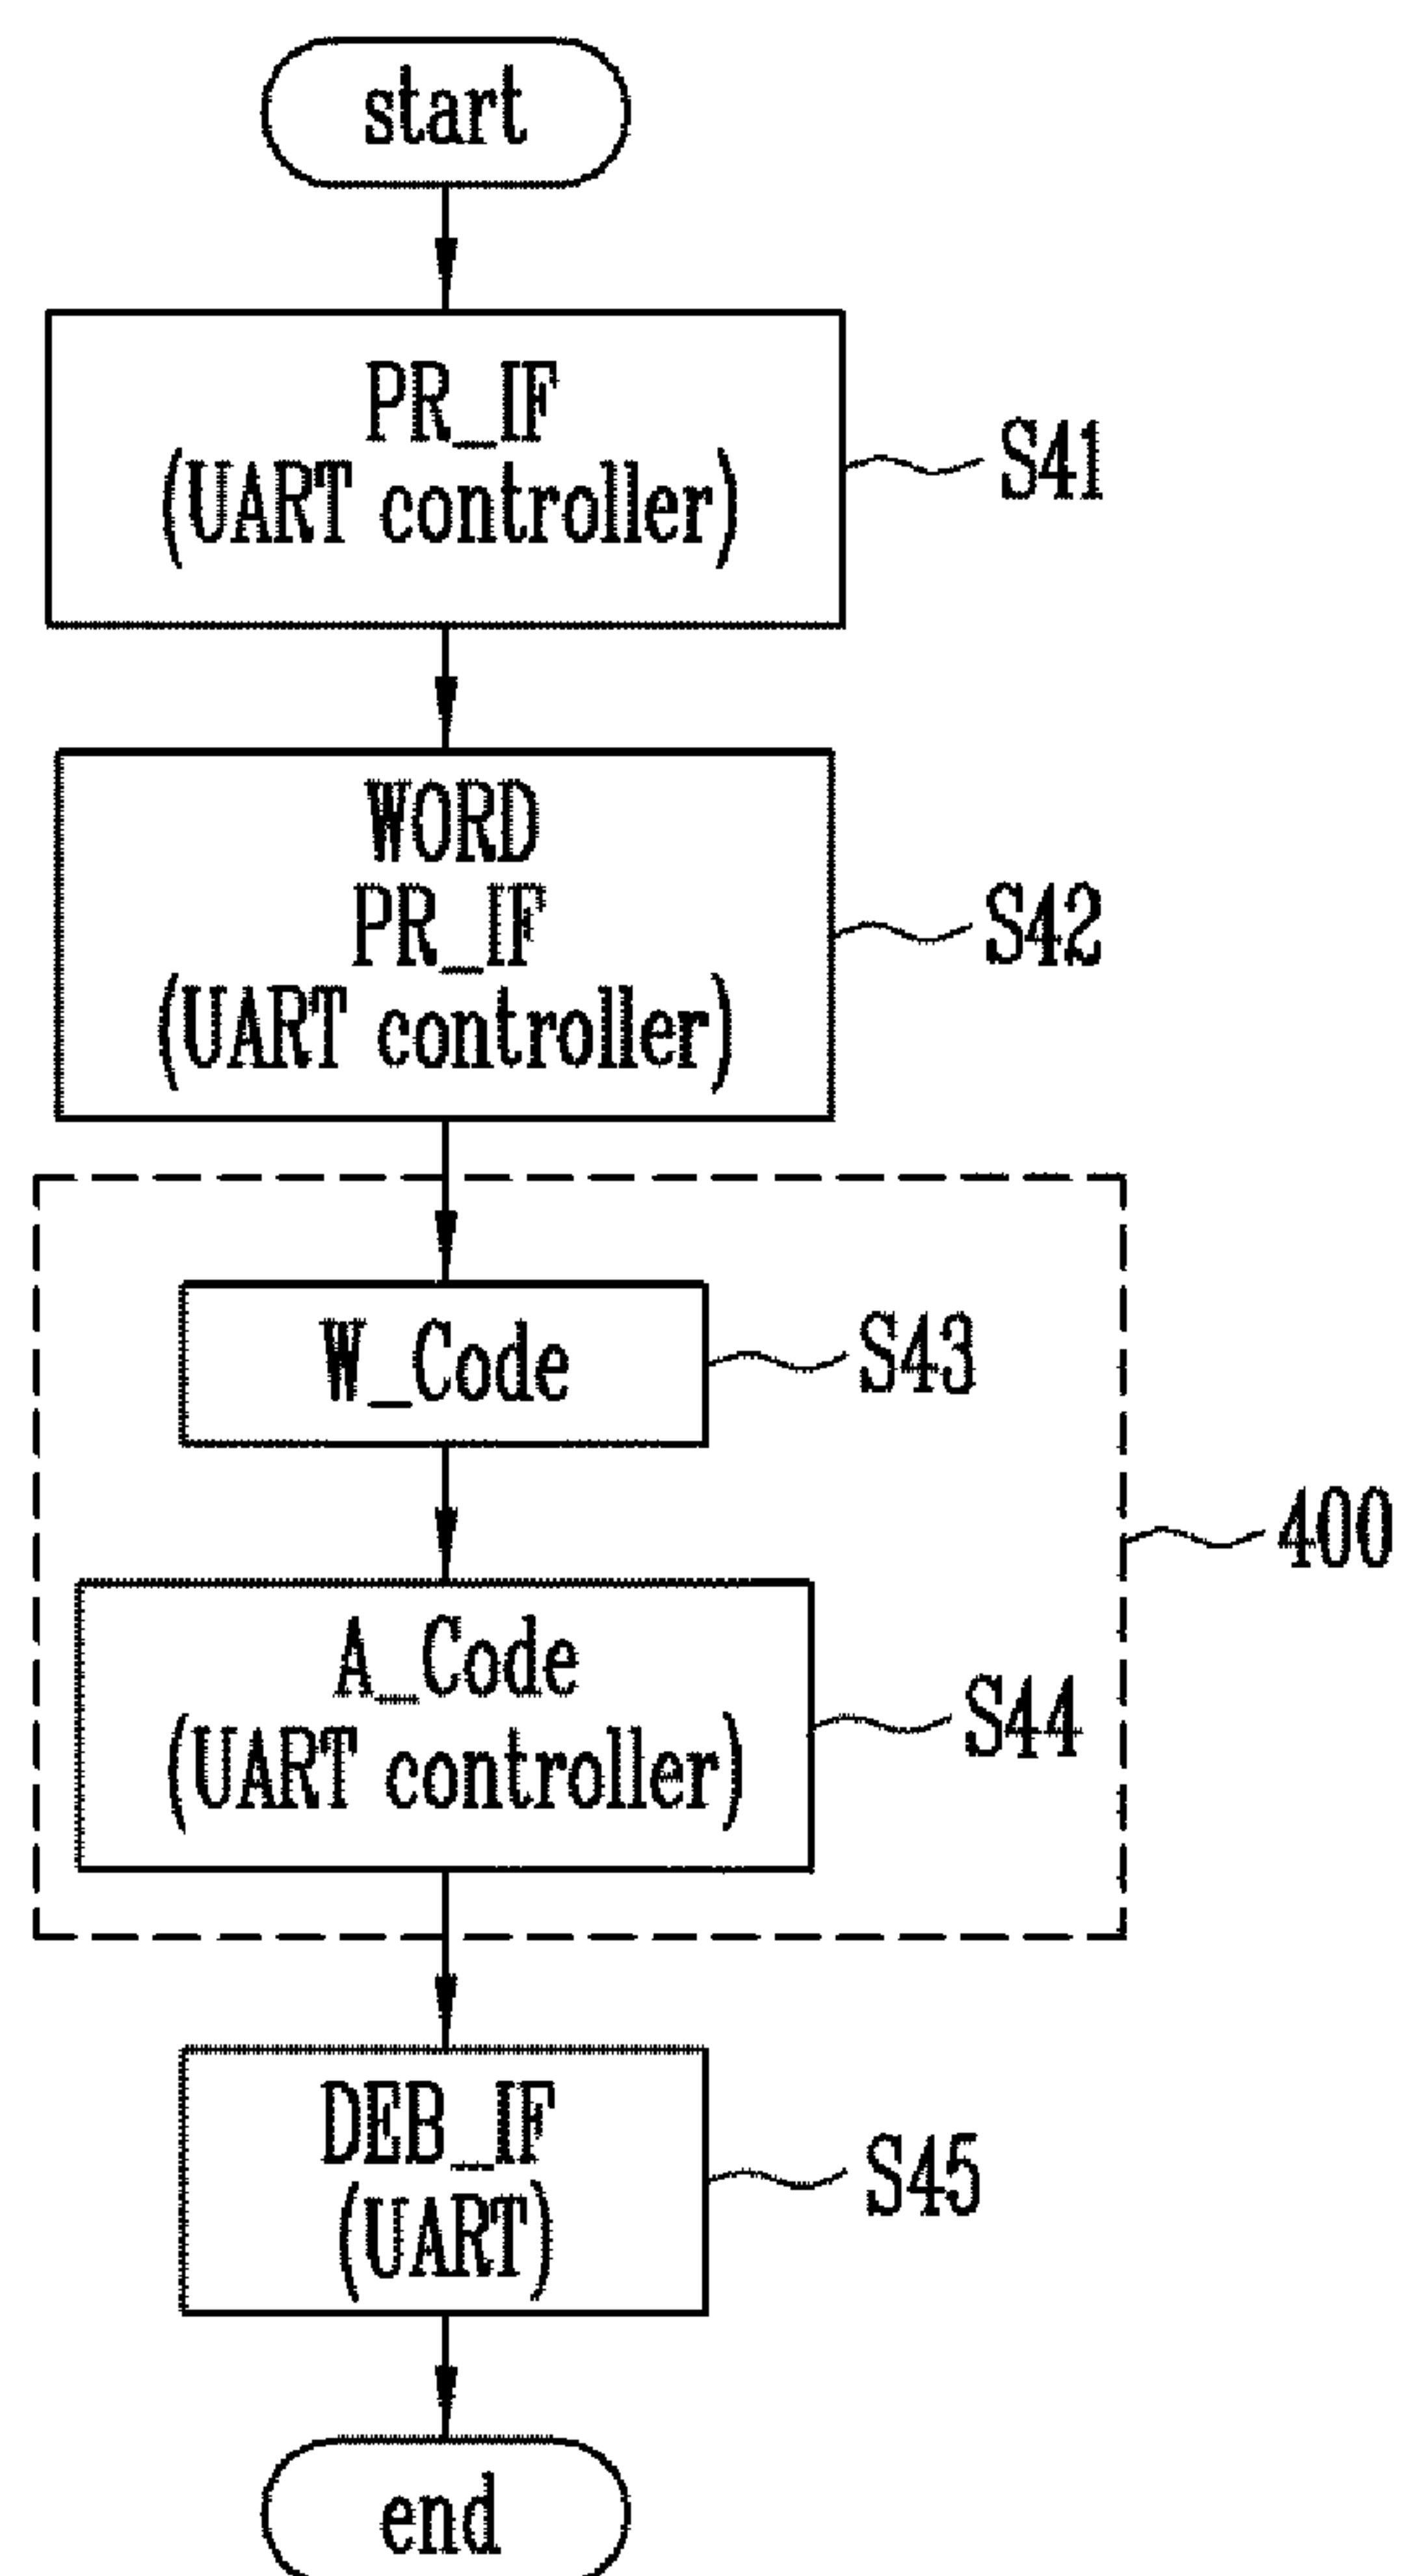 start
PR_IF
(UART controller)
S41
WORD
PR_IF
(UART controller)
S42
W_Code
S43
400
A_Code
(UART controller)
S44
DEB_IF
(UART)
S45
end